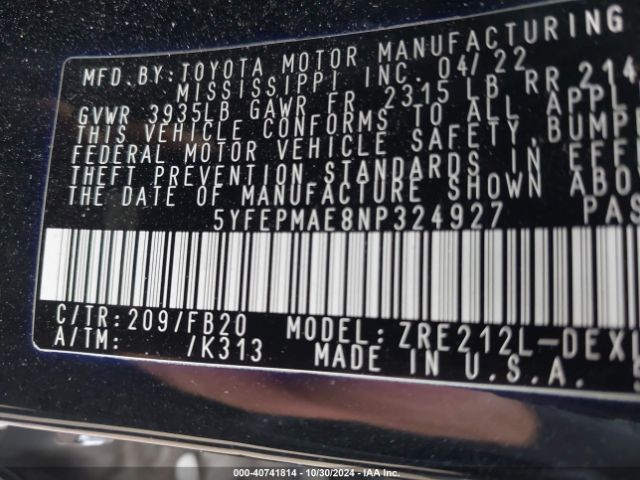 MFD. BY: TOYOTA MOTOR MANUFACTURING
MISSISSIPPI INC. 04/22
GVWR 3935LB GAWR FR 2315 LB RR 214
THIS VEHICLE CONFORMS TO ALL APPL
FEDERAL MOTOR VEHICLE SAFETY, BUMP
THEFT PREVENTION STANDARDS IN EFF
THE DATE OF MANUFACTURE SHOWN ABO
5YFEPMAE8NP324927 PAS
C/TR: 209/FB20 MODEL: ZRE212L-DEX
A/TM: /K313 MADE IN U.S.A.
000-40741814 | 10/30/2024 | IAA Inc.